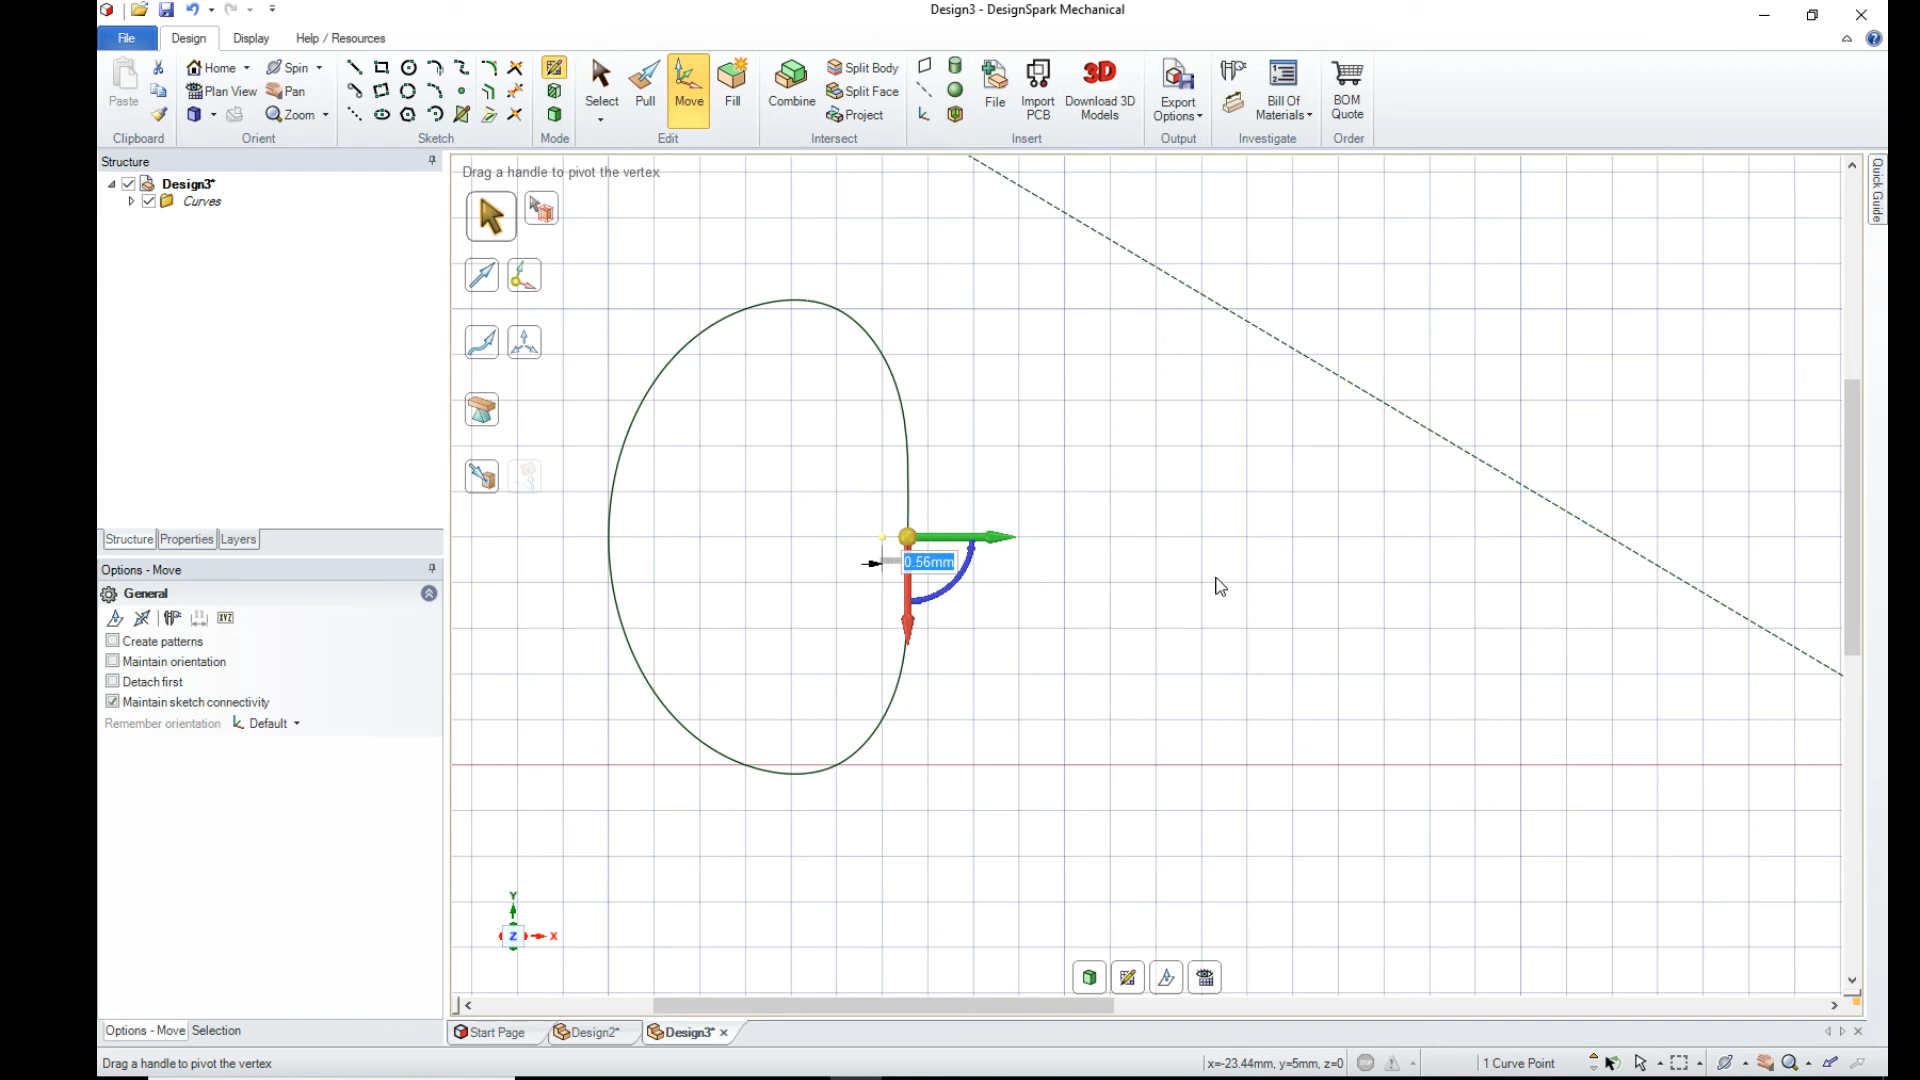 Design3 - DesignSpark Mechanical
File Design Display Help / Resources
Paste Home Spin Select Pull Move Fill Combine Split Body File Import PCB 3D Download 3D Models Export Options Bill Of Materials BOM Quote
Plan View Pan Split Face
Zoom Project
Clipboard Orient Sketch Mode Edit Intersect Insert Output Investigate Order
Structure
Design3*
Curves
Structure Properties Layers
Options - Move
General
XYZ
Create patterns
Maintain orientation
Detach first
Maintain sketch connectivity
Remember orientation Default
Options - Move Selection
Drag a handle to pivot the vertex
Quick Guide
0.56mm
Y
Z X
Start Page Design2* Design3*
Drag a handle to pivot the vertex x=-23.44mm, y=5mm, z=0 1 Curve Point